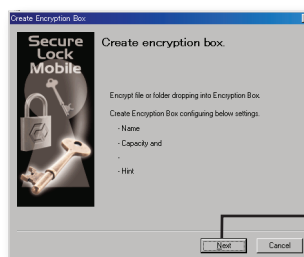 Create Encryption Box
Secure
Lock
Mobile
Create encryption box.
Encrypt file or folder dropping into Encryption Box.
Create Encryption Box configuring below settings.
- Name
- Capacity and
-
- Hint
Next
Cancel